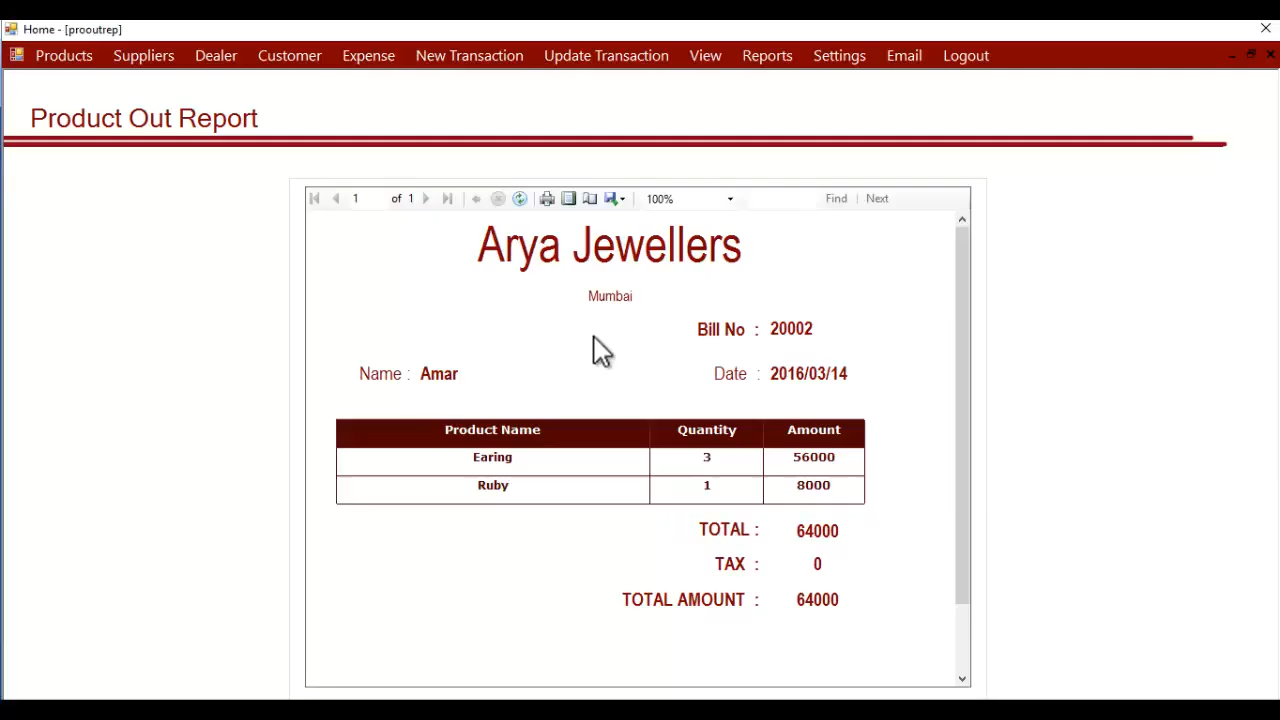 Home - [prooutrep]
Products Suppliers Dealer Customer Expense New Transaction Update Transaction View Reports Settings Email Logout
Product Out Report
1 of 1 100% Find Next
Arya Jewellers
Mumbai
Bill No : 20002
Name : Amar Date : 2016/03/14
Product Name Quantity Amount
Earing 3 56000
Ruby 1 8000
TOTAL : 64000
TAX : 0
TOTAL AMOUNT : 64000